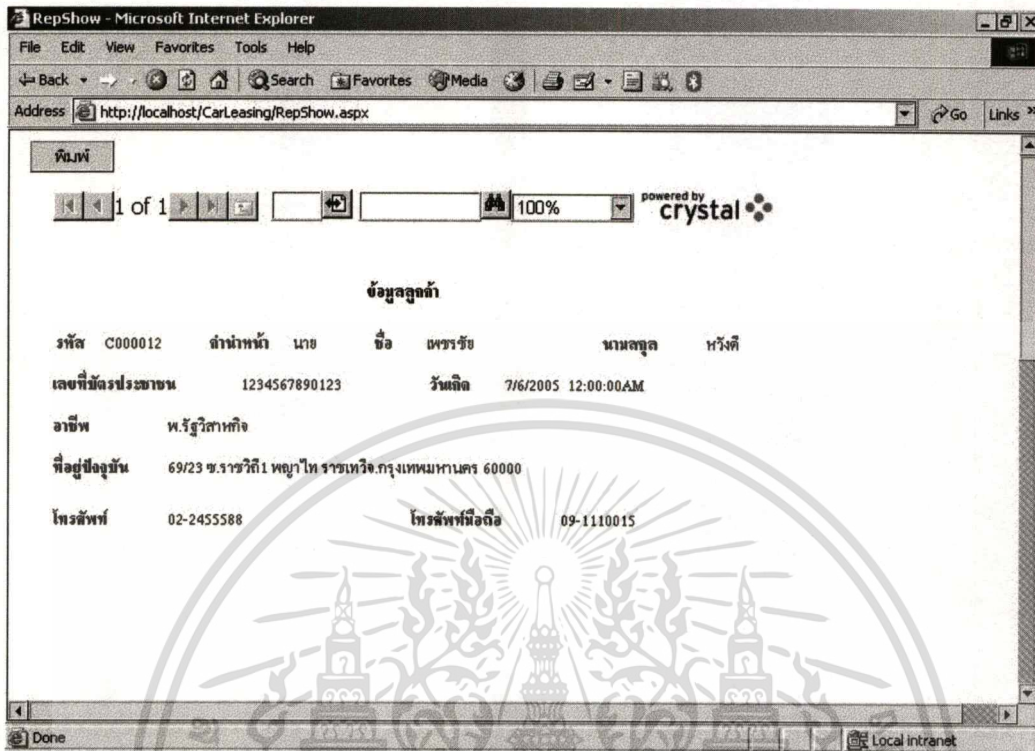 RepShow - Microsoft Internet Explorer
File Edit View Favorites Tools Help
Back Search Favorites Media
Address http://localhost/CarLeasing/RepShow.aspx Go Links »
พิมพ์
1 of 1 100% powered by crystal
ข้อมูลลูกค้า
รหัส C000012 คำนำหน้า นาย ชื่อ เพชรชัย นามสกุล หวังดี
เลขที่บัตรประชาชน 1234567890123 วันเกิด 7/6/2005 12:00:00AM
อาชีพ พ.รัฐวิสาหกิจ
ที่อยู่ปัจจุบัน 69/23 ซ.ราชวิถี1 พญาไท ราชเทวีจ.กรุงเทพมหานคร 60000
โทรศัพท์ 02-2455588 โทรศัพท์มือถือ 09-1110015
Done Local intranet